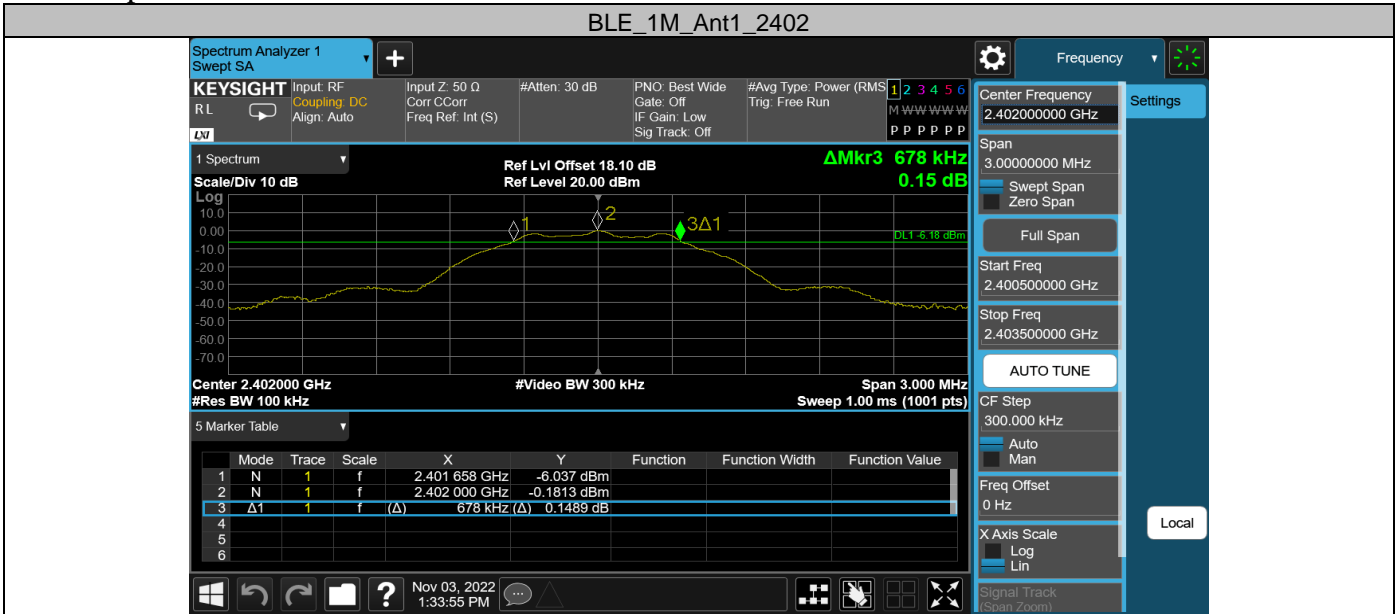 BLE_1M_Ant1_2402
Spectrum Analyzer 1
Swept SA
+
Frequency
KEYSIGHT
RL
LXI
Input: RF
Coupling: DC
Align: Auto
Input Z: 50 Ω
Corr CCorr
Freq Ref: Int (S)
#Atten: 30 dB
PNO: Best Wide
Gate: Off
IF Gain: Low
Sig Track: Off
#Avg Type: Power (RMS
Trig: Free Run
1 2 3 4 5 6
M W W W W W
P P P P P P
1 Spectrum
Scale/Div 10 dB
Ref Lvl Offset 18.10 dB
Ref Level 20.00 dBm
ΔMkr3 678 kHz
0.15 dB
Log
10.0
0.00
-10.0
-20.0
-30.0
-40.0
-50.0
-60.0
-70.0
1
2
3Δ1
DL1 -6.18 dBm
Center 2.402000 GHz
#Video BW 300 kHz
Span 3.000 MHz
#Res BW 100 kHz
Sweep 1.00 ms (1001 pts)
5 Marker Table
Mode Trace Scale X Y Function Function Width Function Value
1 N 1 f 2.401 658 GHz -6.037 dBm
2 N 1 f 2.402 000 GHz -0.1813 dBm
3 Δ1 1 f (Δ) 678 kHz (Δ) 0.1489 dB
4
5
6
?
Nov 03, 2022
1:33:55 PM
Center Frequency
2.402000000 GHz
Span
3.00000000 MHz
Swept Span
Zero Span
Full Span
Start Freq
2.400500000 GHz
Stop Freq
2.403500000 GHz
AUTO TUNE
CF Step
300.000 kHz
Auto
Man
Freq Offset
0 Hz
X Axis Scale
Log
Lin
Signal Track
(Span Zoom)
Settings
Local